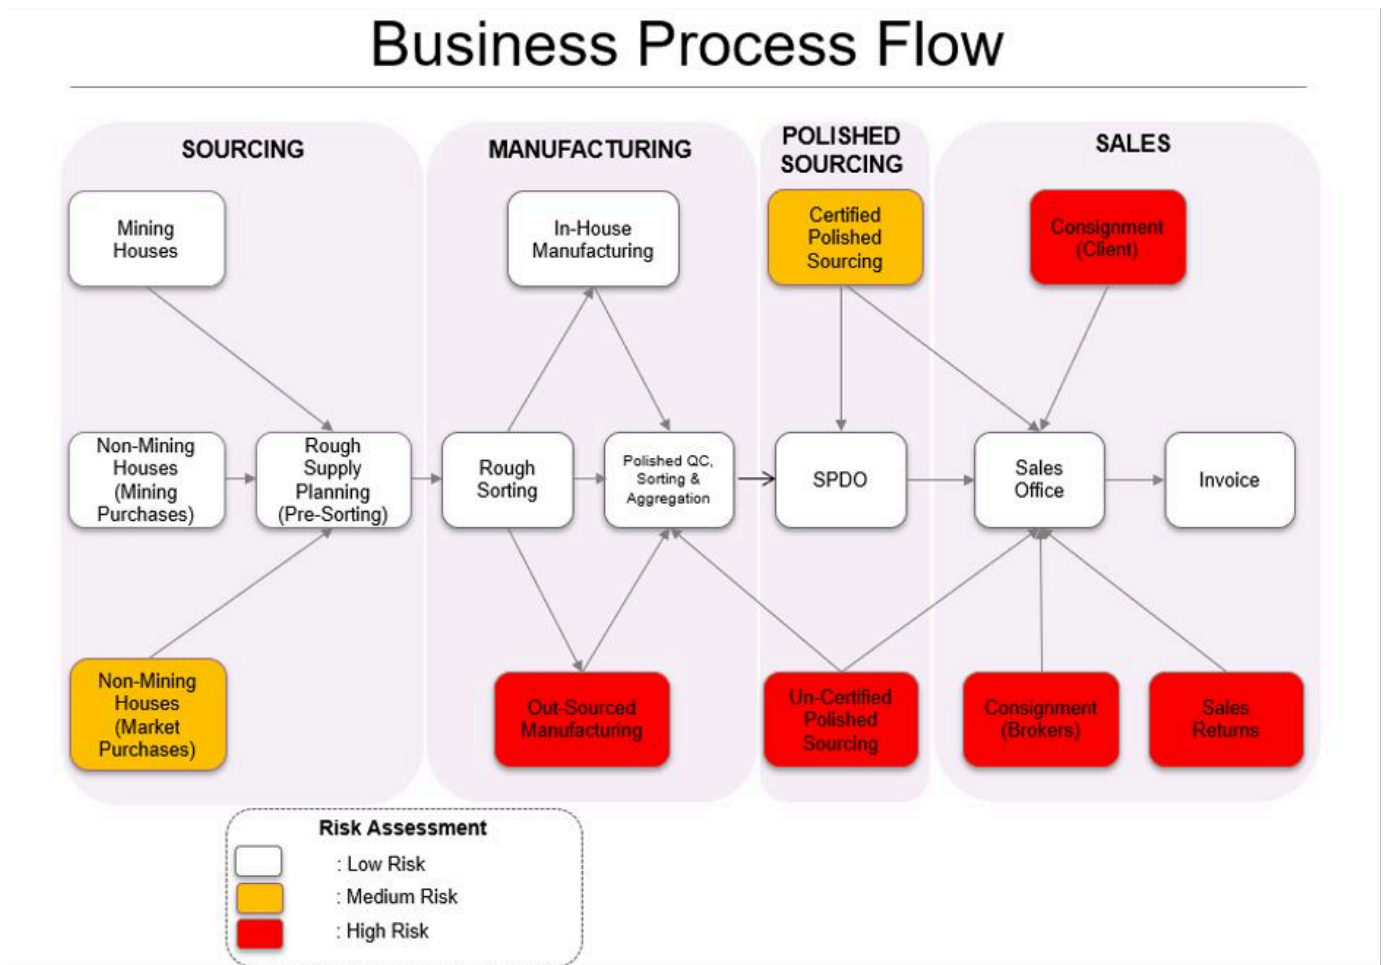 Business Process Flow
SOURCING
MANUFACTURING
POLISHED
SOURCING
SALES
Mining
Houses
In-House
Manufacturing
Certified
Polished
Sourcing
Consignment
(Client)
Non-Mining
Houses
(Mining
Purchases)
Rough
Supply
Planning
(Pre-Sorting)
Rough
Sorting
Polished QC,
Sorting &
Aggregation
SPDO
Sales
Office
Invoice
Non-Mining
Houses
(Market
Purchases)
Out-Sourced
Manufacturing
Un-Certified
Polished
Sourcing
Consignment
(Brokers)
Sales
Returns
Risk Assessment
: Low Risk
: Medium Risk
: High Risk